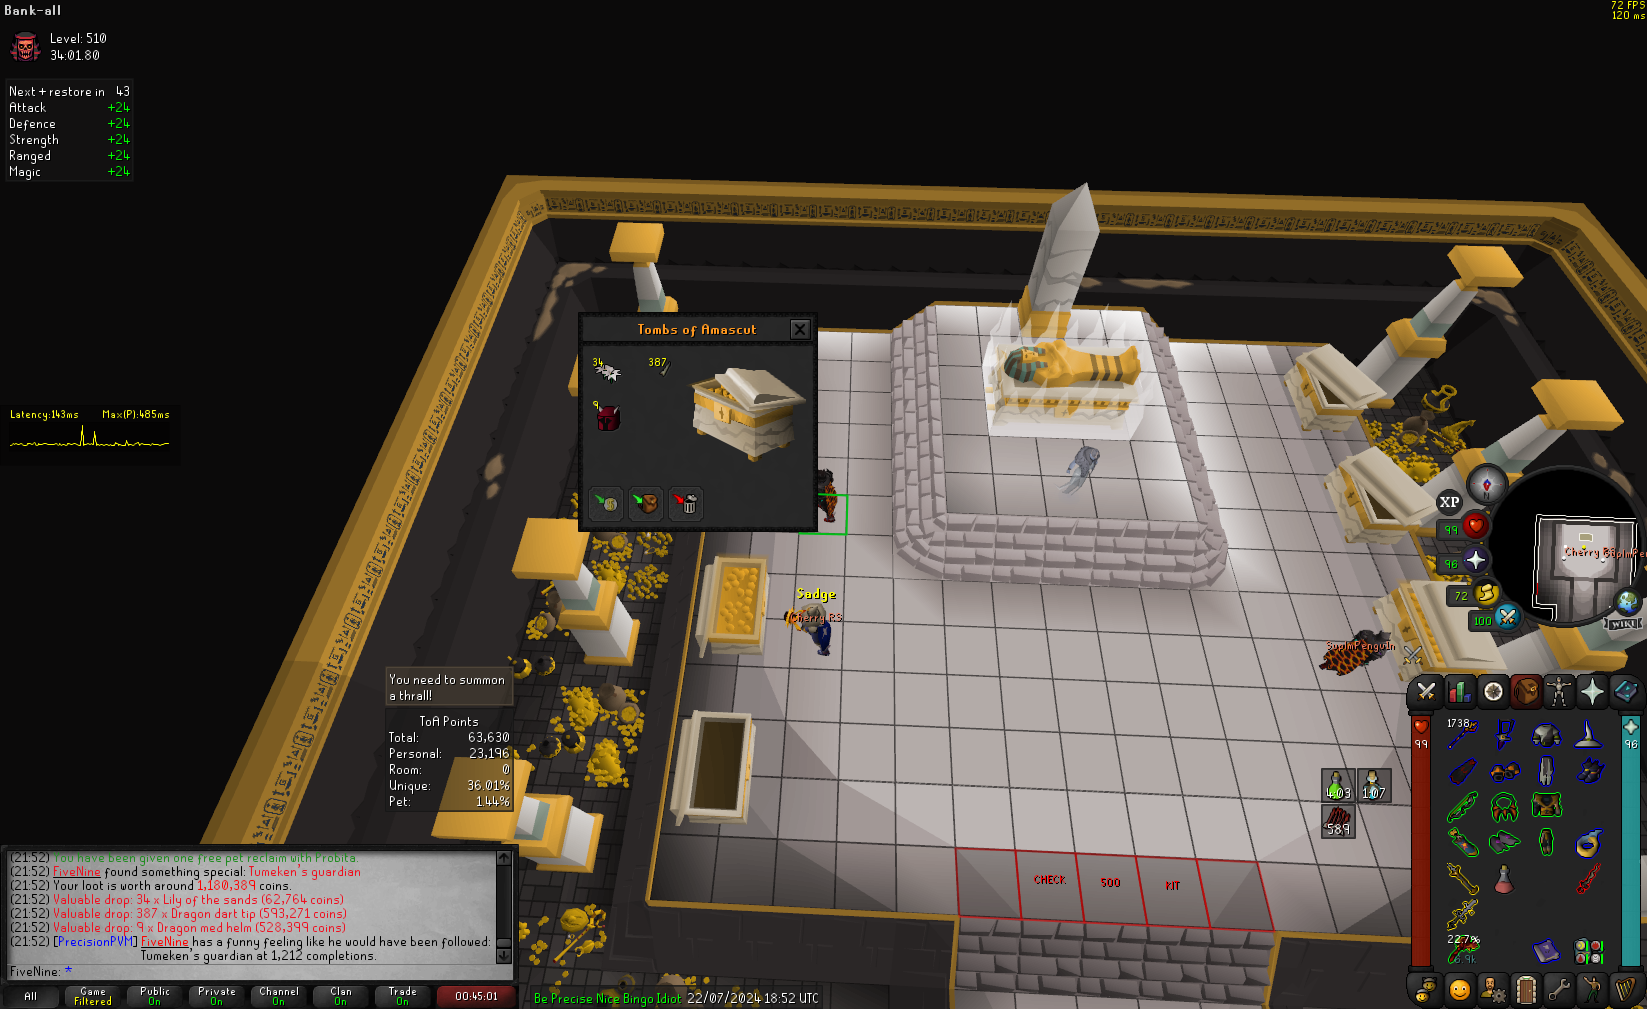 Bank-all
72 FPS
120 ms
Level: 510
34:01.80
Next + restore in 43
Attack +24
Defence +24
Strength +24
Ranged +24
Magic +24
Tombs of Amascut
34
387
9
Latency:143ms Max(P):485ms
XP
99
96
72
100
Cherry RS
WIKI
Sadge
Cherry RS
You need to summon
a thrall!
ToA Points
Total: 63,630
Personal: 23,196
Room: 0
Unique: 36.01%
Pet: 1.44%
1738
99
96
4:03
1:07
589
CHECK
500
KIT
22.7%
(21:52) You have been given one free pet reclaim with Probita.
(21:52) FiveNine found something special: Tumeken's guardian
(21:52) Your loot is worth around 1,180,389 coins.
(21:52) Valuable drop: 34 x Lily of the sands (62,764 coins)
(21:52) Valuable drop: 387 x Dragon dart tip (593,271 coins)
(21:52) Valuable drop: 9 x Dragon med helm (528,399 coins)
(21:52) [PrecisionPVM] FiveNine has a funny feeling like he would have been followed:
Tumeken's guardian at 1,212 completions.
FiveNine: *
All
Game
Filtered
Public
On
Private
On
Channel
On
Clan
On
Trade
On
00:45:01
Be Precise Nice Bingo Idiot 22/07/2024 18:52 UTC